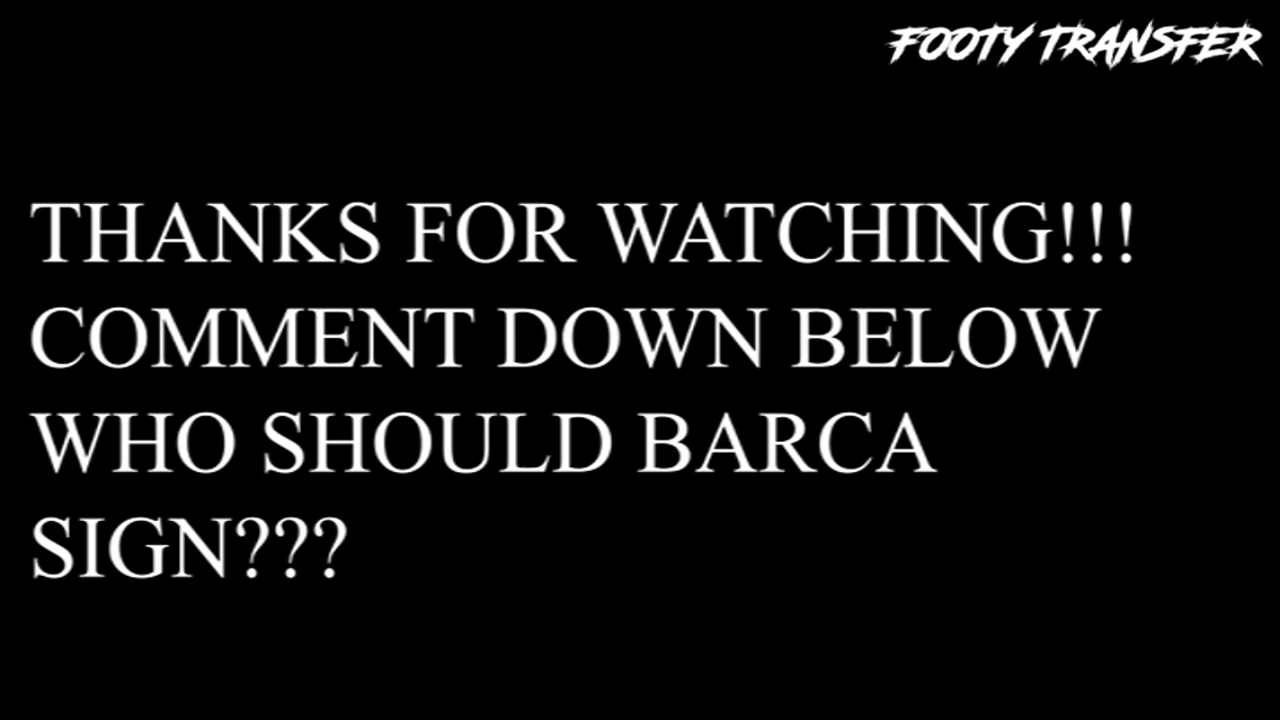 FOOTY TRANSFER
THANKS FOR WATCHING!!!
COMMENT DOWN BELOW
WHO SHOULD BARCA
SIGN???